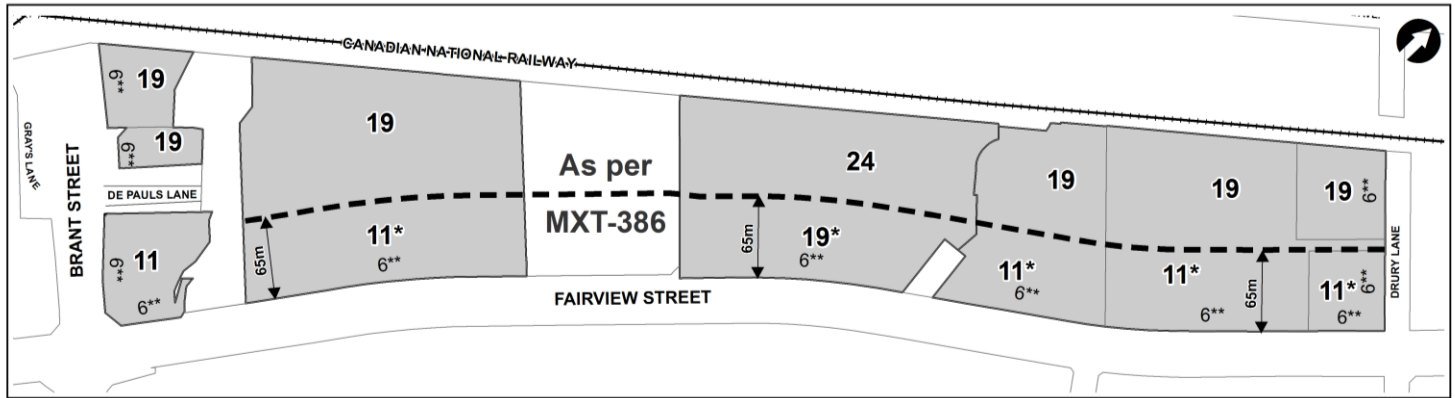 CANADIAN NATIONAL RAILWAY
6**
19
19
24
19
6**
19
19
19
6**
GRAY'S LANE
BRANT STREET
DE PAULS LANE
As per
MXT-386
65m
11*
6**
65m
19*
6**
11
6**
6**
11*
6**
11*
6**
65m
11*
6**
6**
DRURY LANE
FAIRVIEW STREET